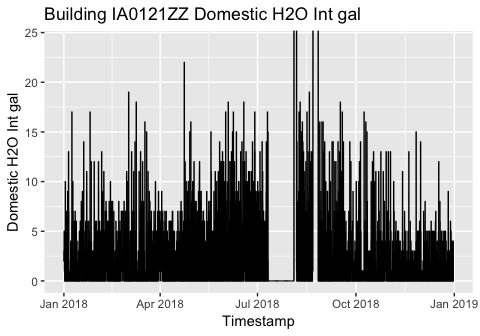 Building IA0121ZZ Domestic H2O Int gal
25
20
15
10
5
0
Domestic H2O Int gal
Jan 2018
Apr 2018
Jul 2018
Oct 2018
Jan 2019
Timestamp